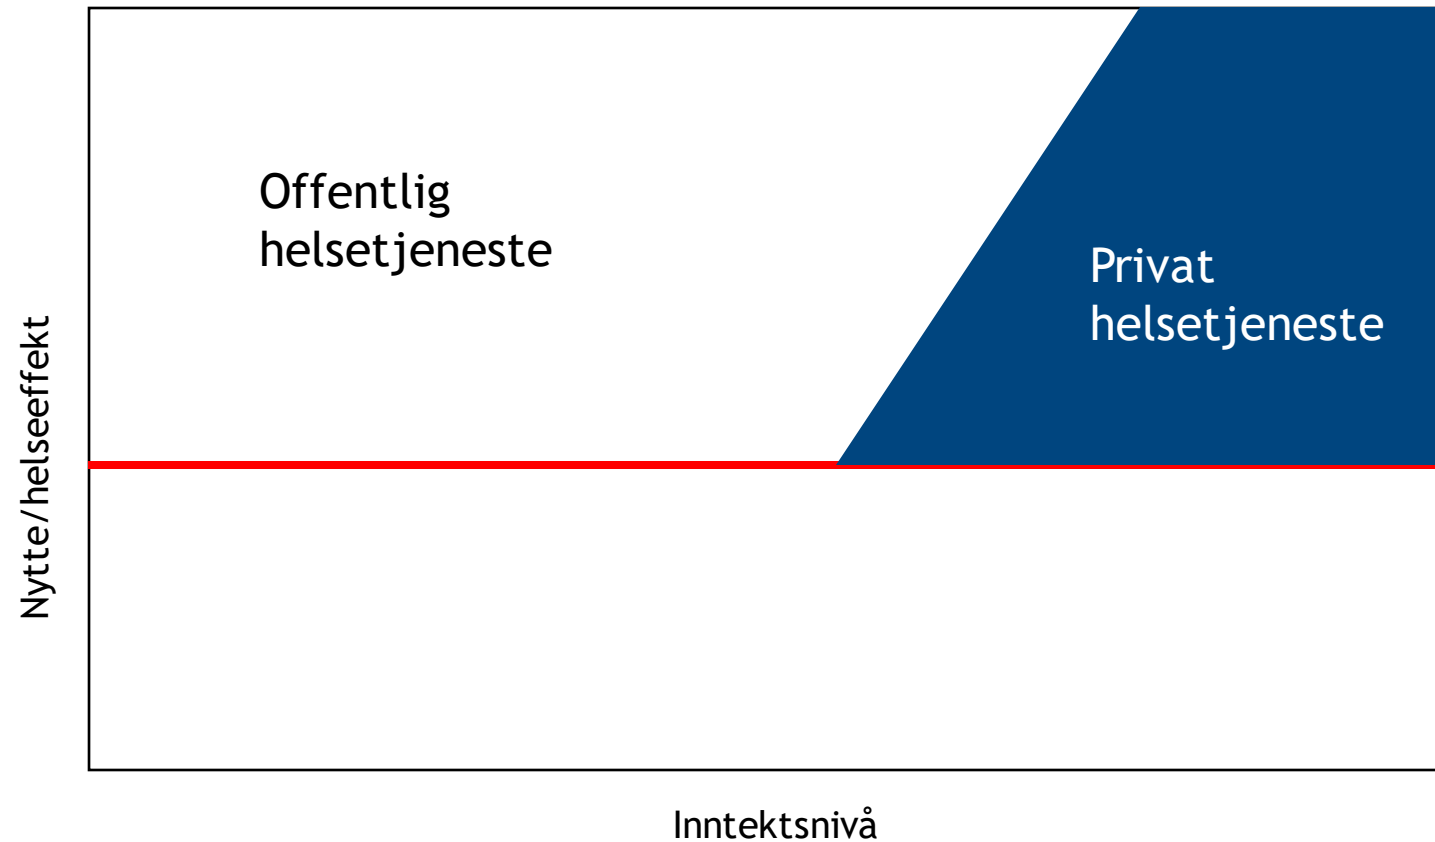 Offentlig
helsetjeneste
Privat
helsetjeneste
Nytte/helseeffekt
Inntektsnivå